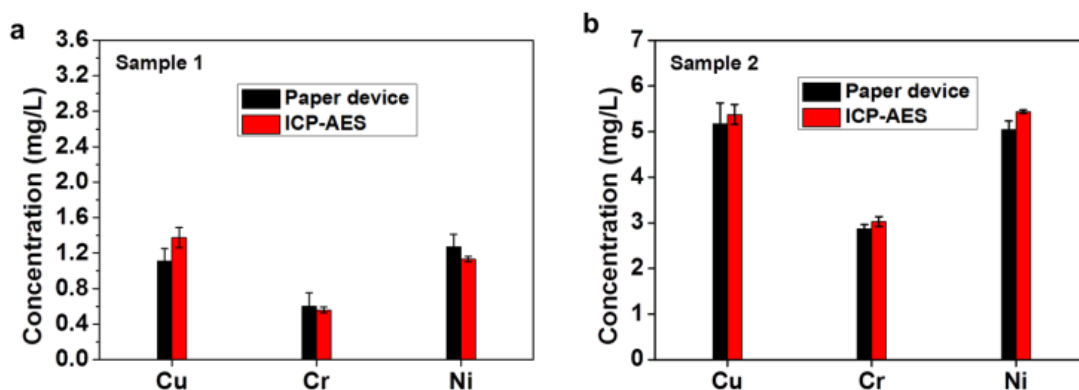 a
Concentration (mg/L)
3.6
3.2
2.8
2.4
2.0
1.6
1.2
0.8
0.4
0.0
Sample 1
Paper device
ICP-AES
Cu Cr Ni
b
Concentration (mg/L)
7
6
5
4
3
2
1
0
Sample 2
Paper device
ICP-AES
Cu Cr Ni